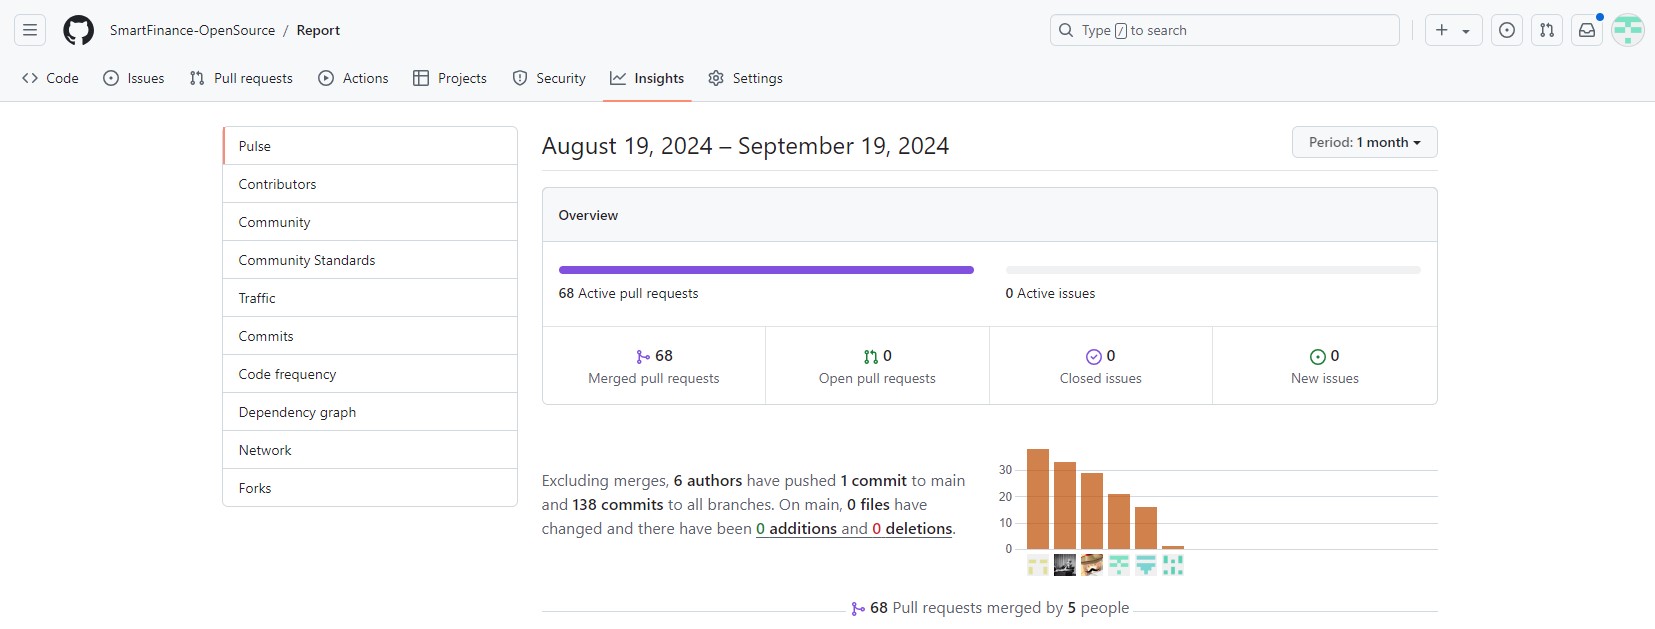 SmartFinance-OpenSource / Report
Type / to search
Code Issues Pull requests Actions Projects Security Insights Settings
Pulse
Contributors
Community
Community Standards
Traffic
Commits
Code frequency
Dependency graph
Network
Forks
August 19, 2024 – September 19, 2024
Period: 1 month
Overview
68 Active pull requests
0 Active issues
68
Merged pull requests
0
Open pull requests
0
Closed issues
0
New issues
Excluding merges, 6 authors have pushed 1 commit to main
and 138 commits to all branches. On main, 0 files have
changed and there have been 0 additions and 0 deletions.
30
20
10
0
68 Pull requests merged by 5 people